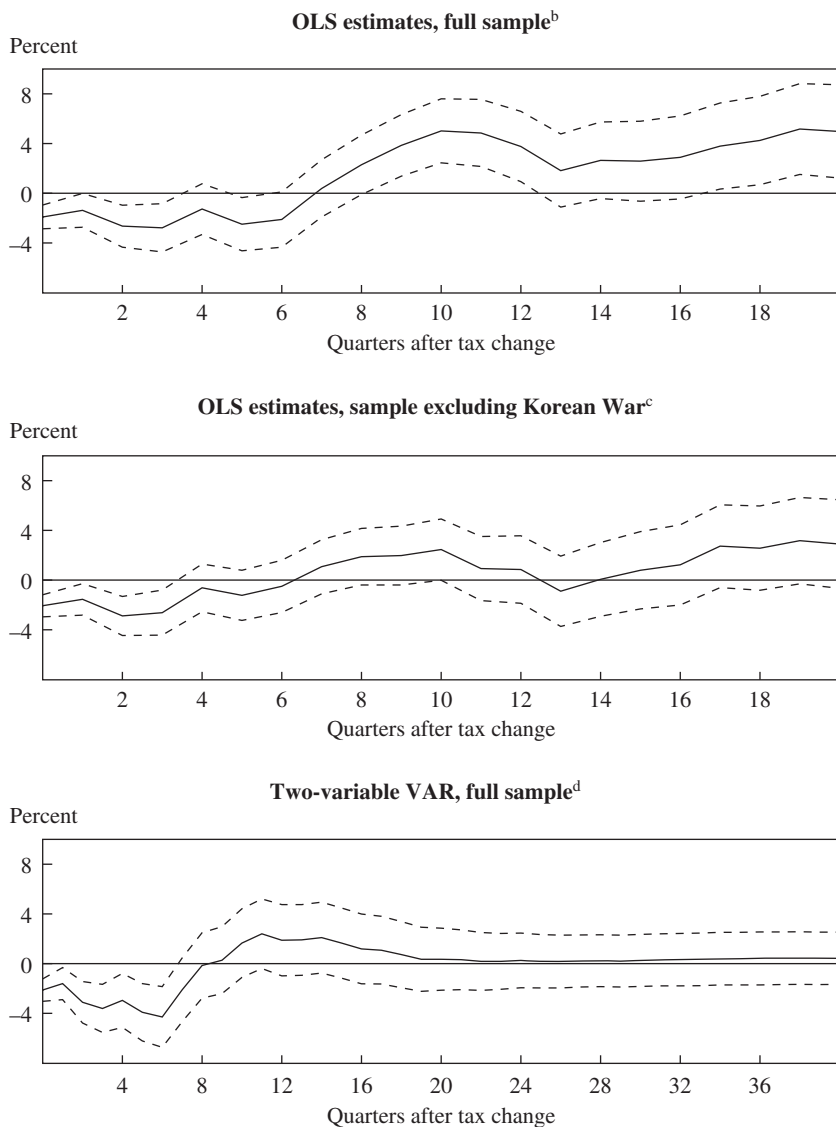 OLS estimates, full sampleᵇ
Percent
8
4
0
–4
2 4 6 8 10 12 14 16 18
Quarters after tax change
OLS estimates, sample excluding Korean Warᶜ
Percent
8
4
0
–4
2 4 6 8 10 12 14 16 18
Quarters after tax change
Two-variable VAR, full sampleᵈ
Percent
8
4
0
–4
4 8 12 16 20 24 28 32 36
Quarters after tax change